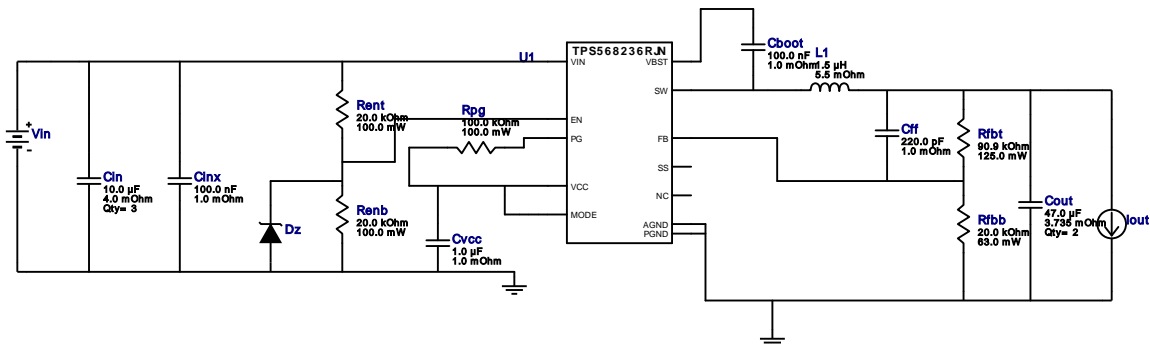 Vin
+
-
Cin
10.0 µF
4.0 mOhm
Qty= 3
Cinx
100.0 nF
1.0 mOhm
Dz
Rent
20.0 kOhm
100.0 mW
Renb
20.0 kOhm
100.0 mW
Rpg
100.0 kOhm
100.0 mW
Cvcc
1.0 µF
1.0 mOhm
U1
TPS568236RJN
VIN
EN
PG
VCC
MODE
VBST
SW
FB
SS
NC
AGND
PGND
Cboot
100.0 nF
1.0 mOhm
L1
1.5 µH
5.5 mOhm
Cff
220.0 pF
1.0 mOhm
Rfbt
90.9 kOhm
125.0 mW
Rfbb
20.0 kOhm
63.0 mW
Cout
47.0 µF
3.735 mOhm
Qty= 2
Iout